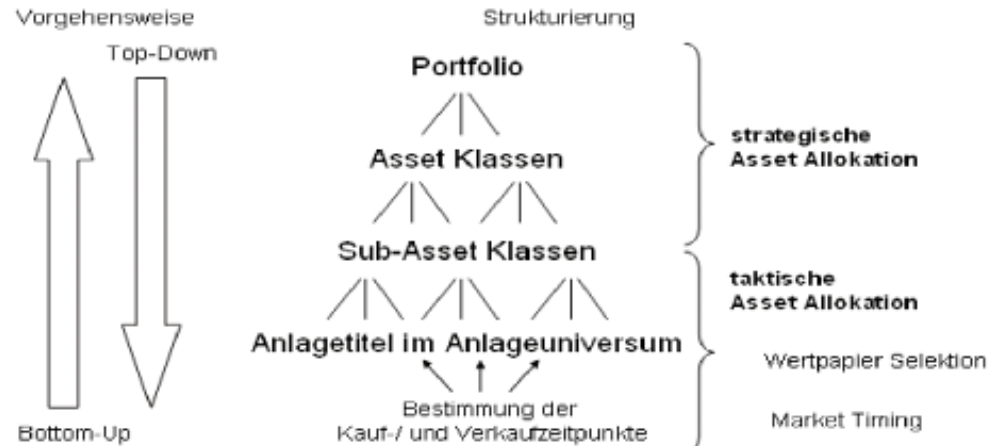 Vorgehensweise
Strukturierung
Top-Down
Portfolio
strategische
Asset Allokation
Asset Klassen
Sub-Asset Klassen
taktische
Asset Allokation
Anlagetitel im Anlageuniversum
Wertpapier Selektion
Bestimmung der
Kauf-/ und Verkaufzeitpunkte
Market Timing
Bottom-Up